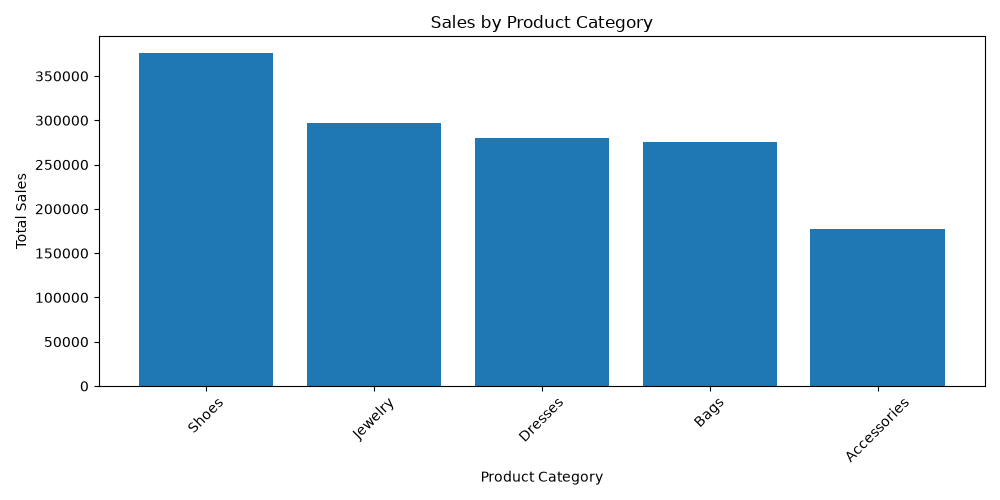 Sales by Product Category
Total Sales
350000
300000
250000
200000
150000
100000
50000
0
Shoes
Jewelry
Dresses
Bags
Accessories
Product Category